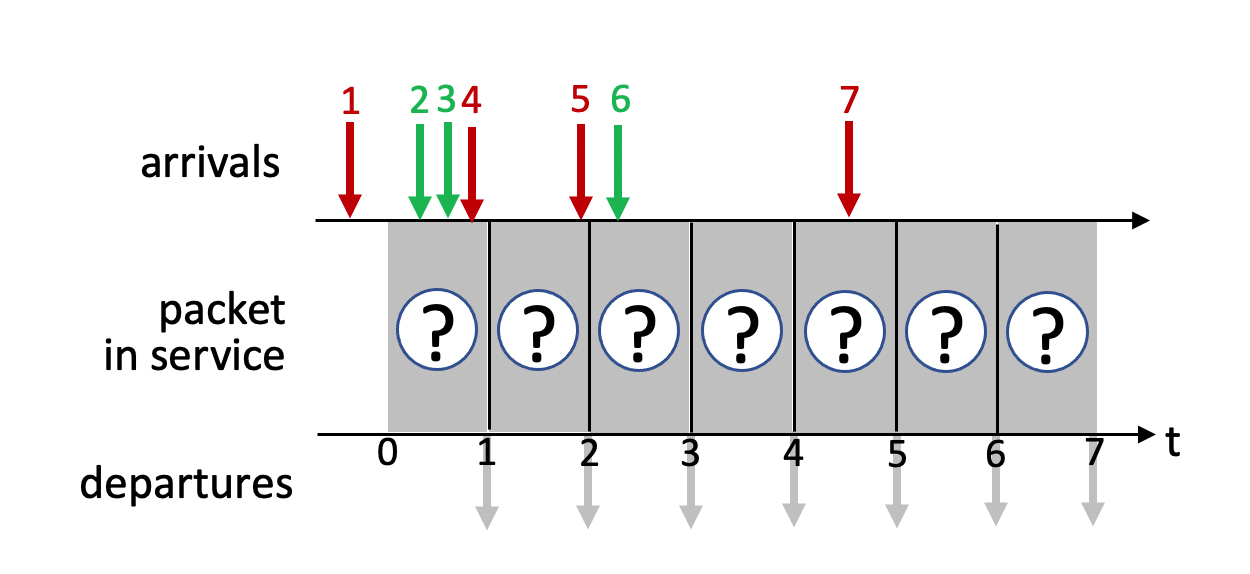 1 2 3 4 5 6 7
arrivals
packet
in service
? ? ? ? ? ? ?
0 1 2 3 4 5 6 7 t
departures